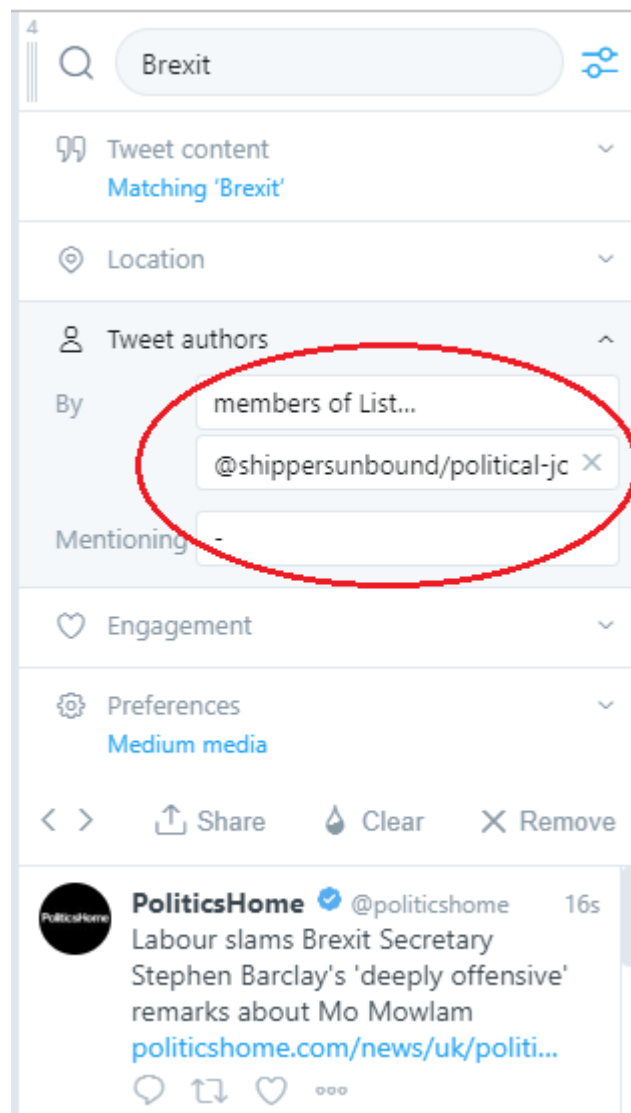 4
Brexit
Tweet content
Matching ‘Brexit’
Location
Tweet authors
By members of List...
@shippersunbound/political-jc
Mentioning -
Engagement
Preferences
Medium media
Share Clear Remove
PoliticsHome
PoliticsHome @politicshome 16s
Labour slams Brexit Secretary
Stephen Barclay's 'deeply offensive'
remarks about Mo Mowlam
politicshome.com/news/uk/politi...